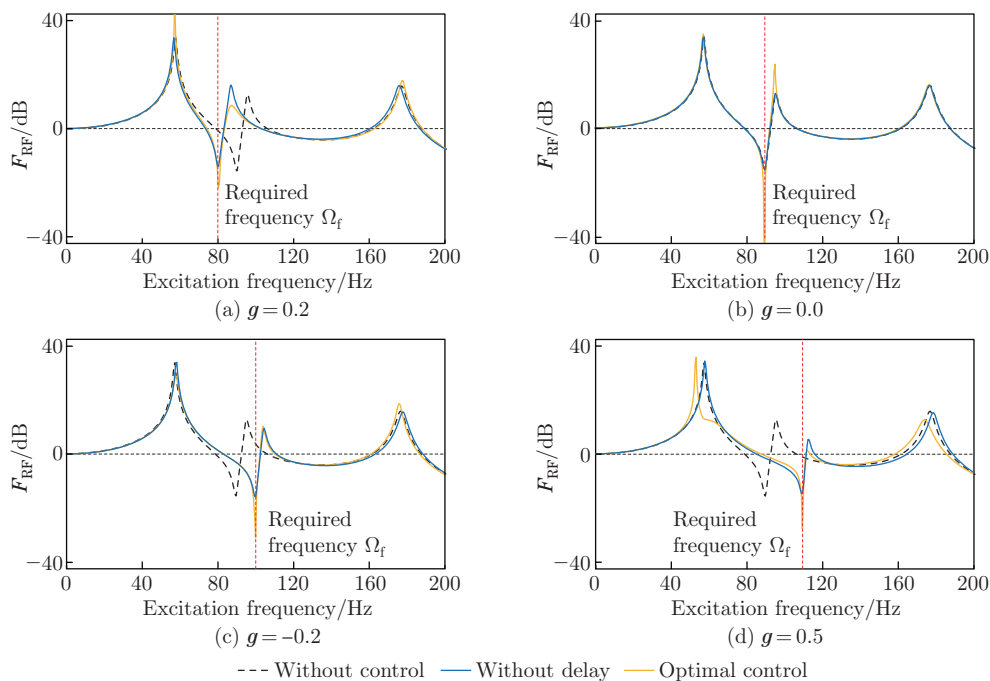 40
0
−40
F_RF/dB
Required
frequency Ω_f
0 40 80 120 160 200
Excitation frequency/Hz
(a) g=0.2
40
0
−40
F_RF/dB
Required
frequency Ω_f
0 40 80 120 160 200
Excitation frequency/Hz
(b) g=0.0
40
0
−40
F_RF/dB
Required
frequency Ω_f
0 40 80 120 160 200
Excitation frequency/Hz
(c) g=−0.2
40
0
−40
F_RF/dB
Required
frequency Ω_f
0 40 80 120 160 200
Excitation frequency/Hz
(d) g=0.5
Without control Without delay Optimal control